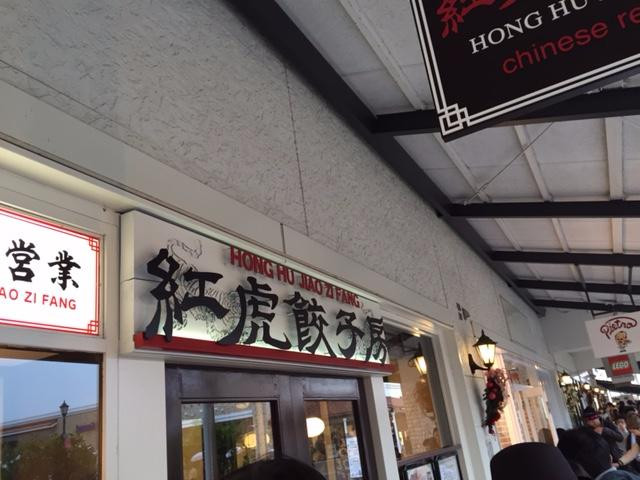 紅
HONG HU
chinese
営業
AO ZI FANG
HONG HU JIAO ZI FANG
紅虎餃子房
Pietro
LEGO